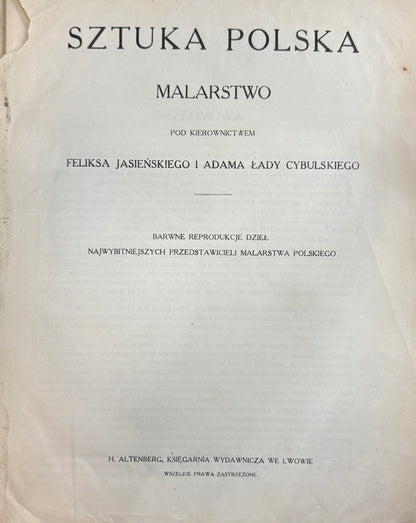 SZTUKA POLSKA
MALARSTWO
POD KIEROWNICTWEM
FELIKSA JASIEŃSKIEGO I ADAMA ŁADY CYBULSKIEGO
BARWNE REPRODUKCJE DZIEŁ
NAJWYBITNIEJSZYCH PRZEDSTAWICIELI MALARSTWA POLSKIEGO
H. ALTENBERG, KSIĘGARNIA WYDAWNICZA WE LWOWIE
WSZELKIE PRAWA ZASTRZEŻONE.